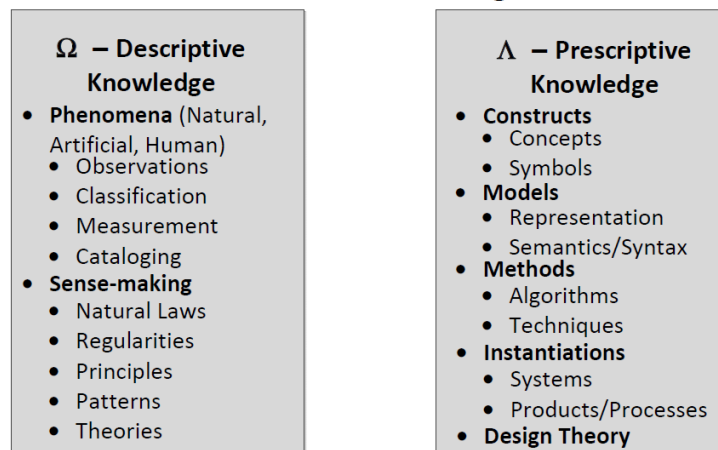 Ω – Descriptive
Knowledge
• Phenomena (Natural,
Artificial, Human)
• Observations
• Classification
• Measurement
• Cataloging
• Sense-making
• Natural Laws
• Regularities
• Principles
• Patterns
• Theories
Λ – Prescriptive
Knowledge
• Constructs
• Concepts
• Symbols
• Models
• Representation
• Semantics/Syntax
• Methods
• Algorithms
• Techniques
• Instantiations
• Systems
• Products/Processes
• Design Theory